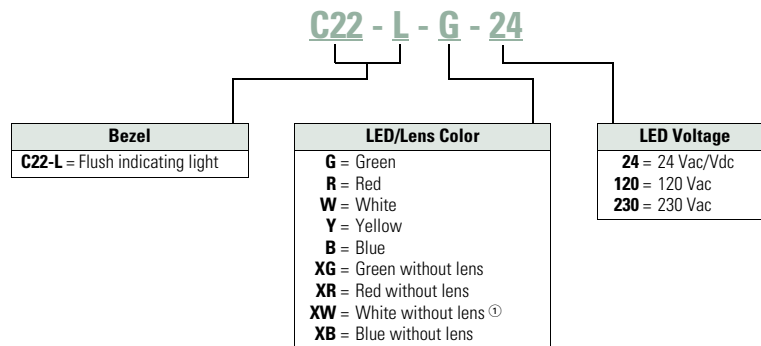 C22 - L - G - 24
Bezel
C22-L = Flush indicating light
LED/Lens Color
G = Green
R = Red
W = White
Y = Yellow
B = Blue
XG = Green without lens
XR = Red without lens
XW = White without lens ①
XB = Blue without lens
LED Voltage
24 = 24 Vac/Vdc
120 = 120 Vac
230 = 230 Vac